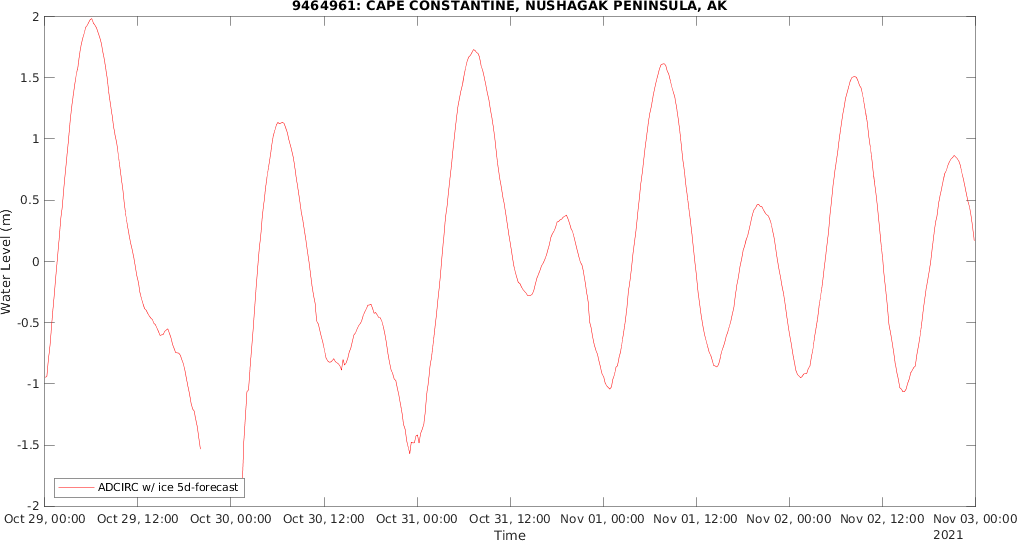 9464961: CAPE CONSTANTINE, NUSHAGAK PENINSULA, AK
Water Level (m)
2
1.5
1
0.5
0
-0.5
-1
-1.5
-2
ADCIRC w/ ice 5d-forecast
Oct 29, 00:00 Oct 29, 12:00 Oct 30, 00:00 Oct 30, 12:00 Oct 31, 00:00 Oct 31, 12:00 Nov 01, 00:00 Nov 01, 12:00 Nov 02, 00:00 Nov 02, 12:00 Nov 03, 00:00
Time
2021